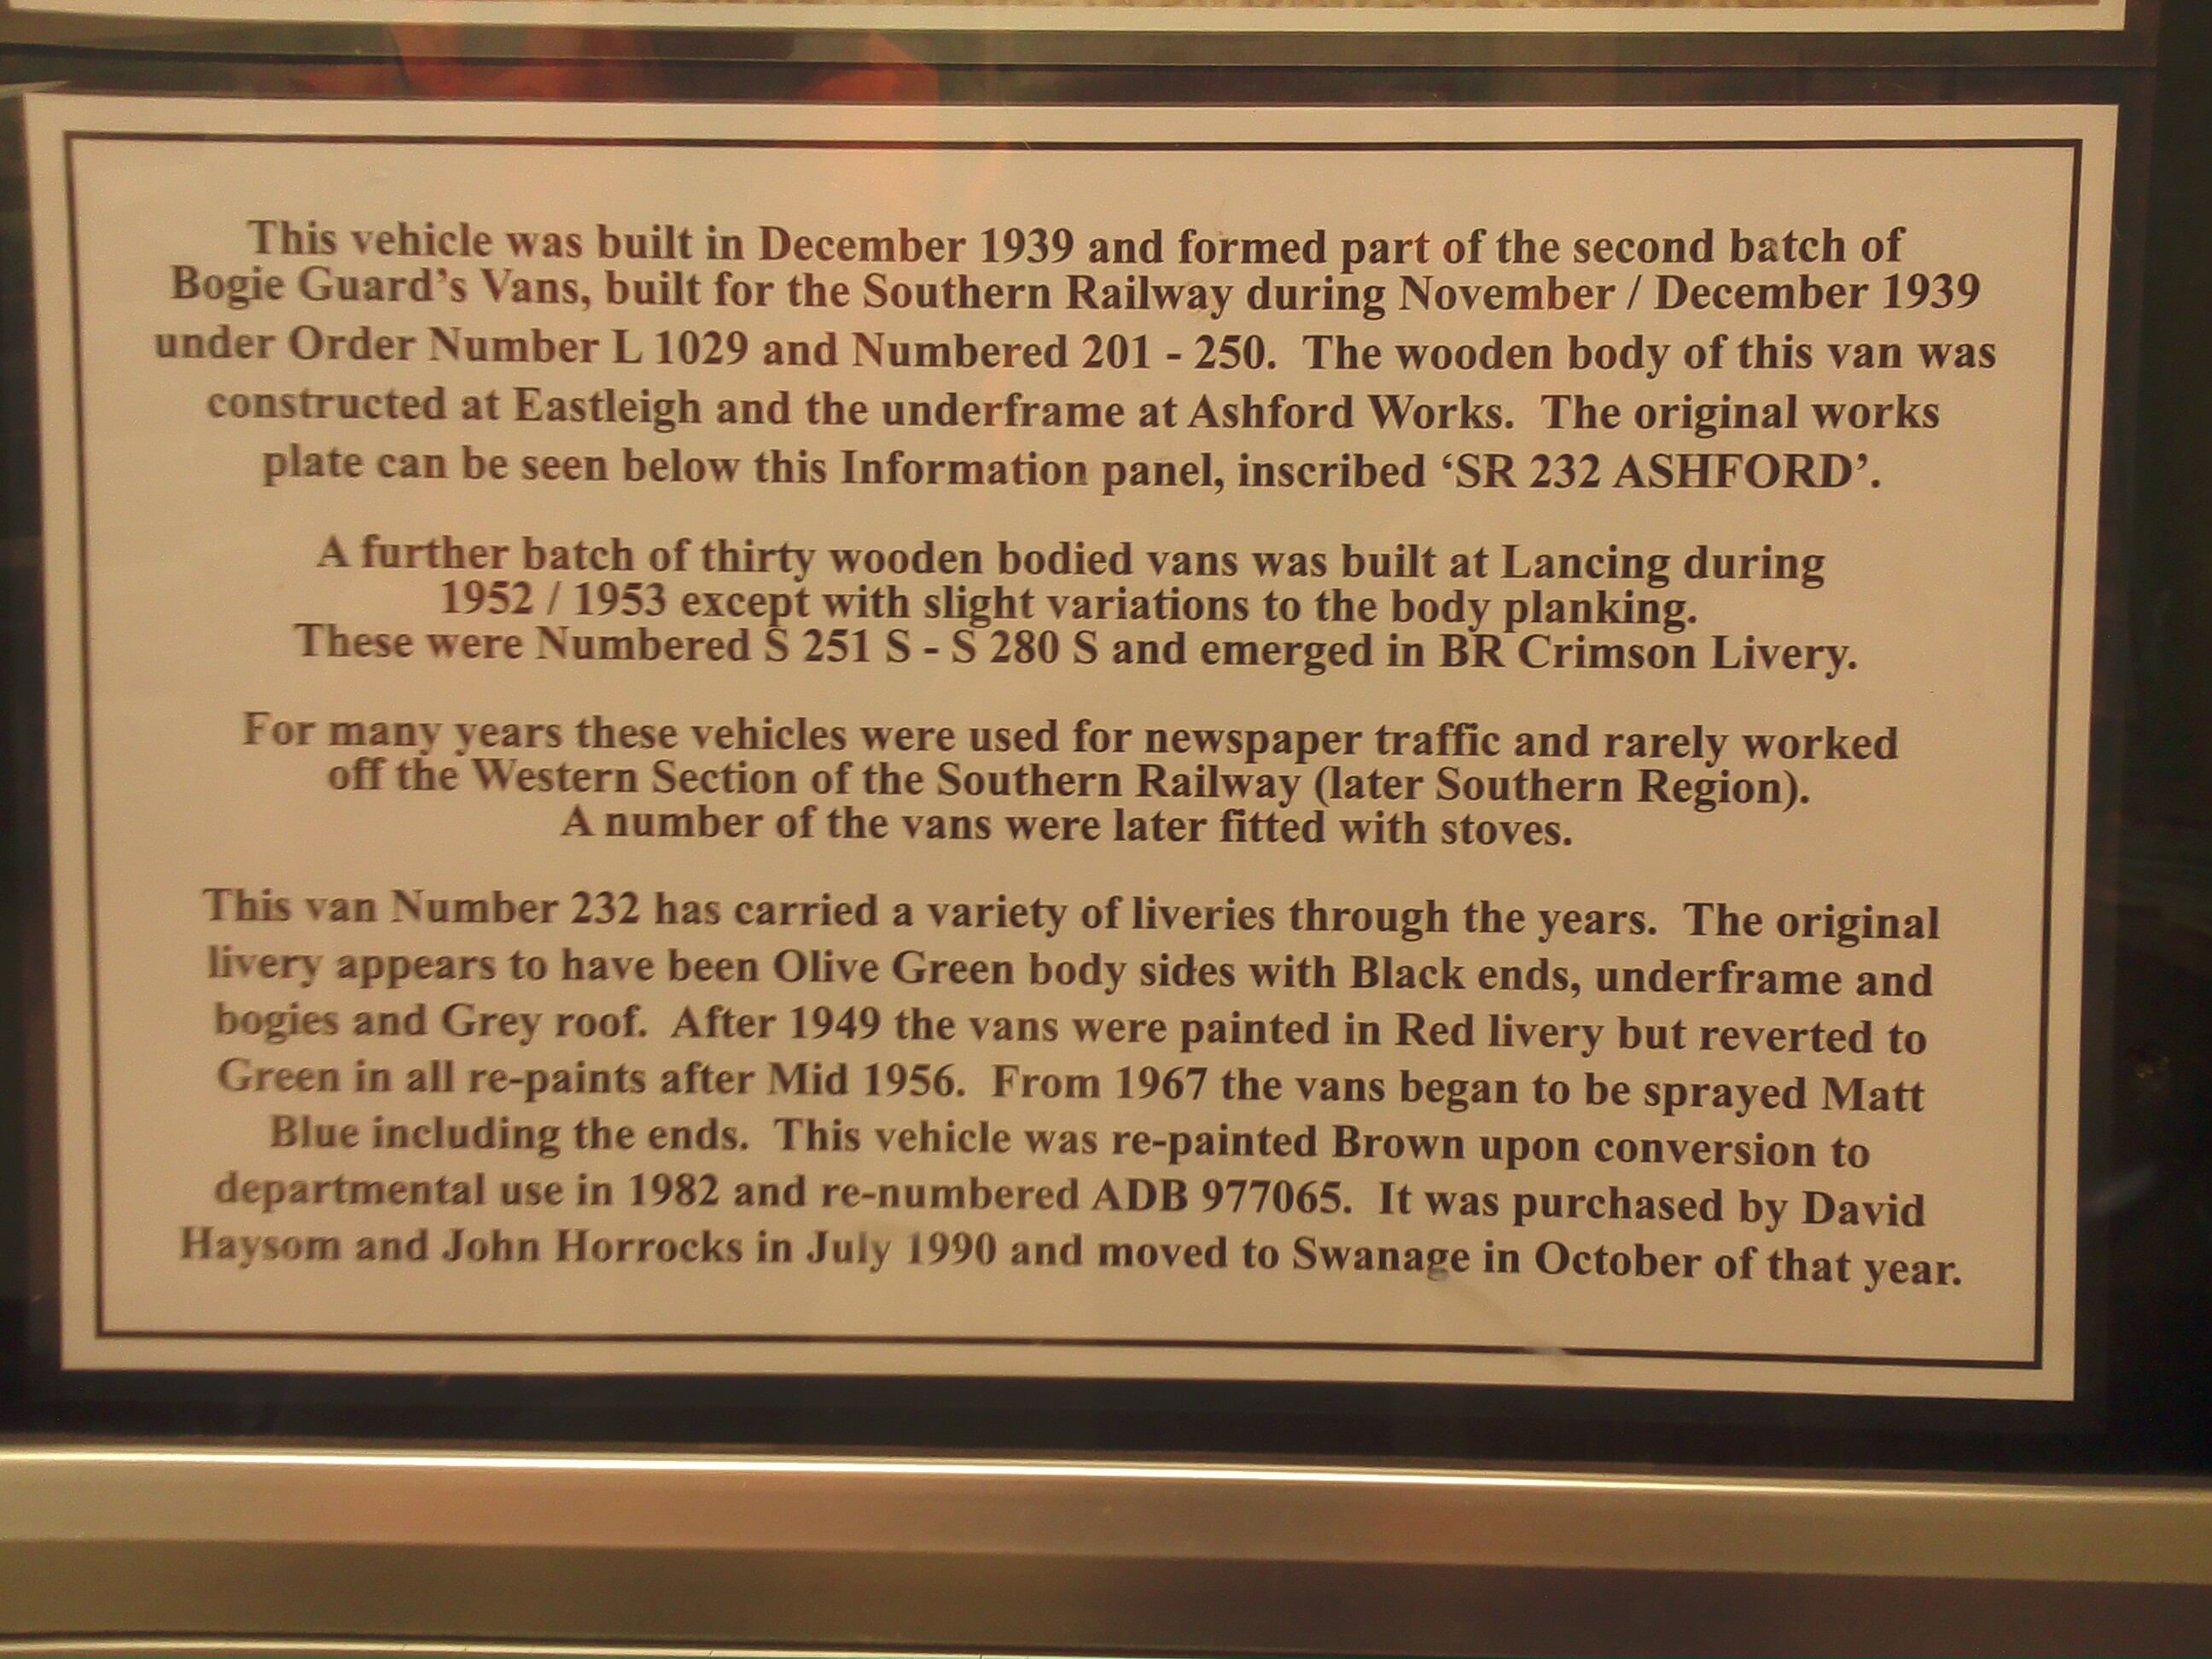 This vehicle was built in December 1939 and formed part of the second batch of
Bogie Guard’s Vans, built for the Southern Railway during November / December 1939
under Order Number L 1029 and Numbered 201 - 250. The wooden body of this van was
constructed at Eastleigh and the underframe at Ashford Works. The original works
plate can be seen below this Information panel, inscribed ‘SR 232 ASHFORD’.
A further batch of thirty wooden bodied vans was built at Lancing during
1952 / 1953 except with slight variations to the body planking.
These were Numbered S 251 S - S 280 S and emerged in BR Crimson Livery.
For many years these vehicles were used for newspaper traffic and rarely worked
off the Western Section of the Southern Railway (later Southern Region).
A number of the vans were later fitted with stoves.
This van Number 232 has carried a variety of liveries through the years. The original
livery appears to have been Olive Green body sides with Black ends, underframe and
bogies and Grey roof. After 1949 the vans were painted in Red livery but reverted to
Green in all re-paints after Mid 1956. From 1967 the vans began to be sprayed Matt
Blue including the ends. This vehicle was re-painted Brown upon conversion to
departmental use in 1982 and re-numbered ADB 977065. It was purchased by David
Haysom and John Horrocks in July 1990 and moved to Swanage in October of that year.